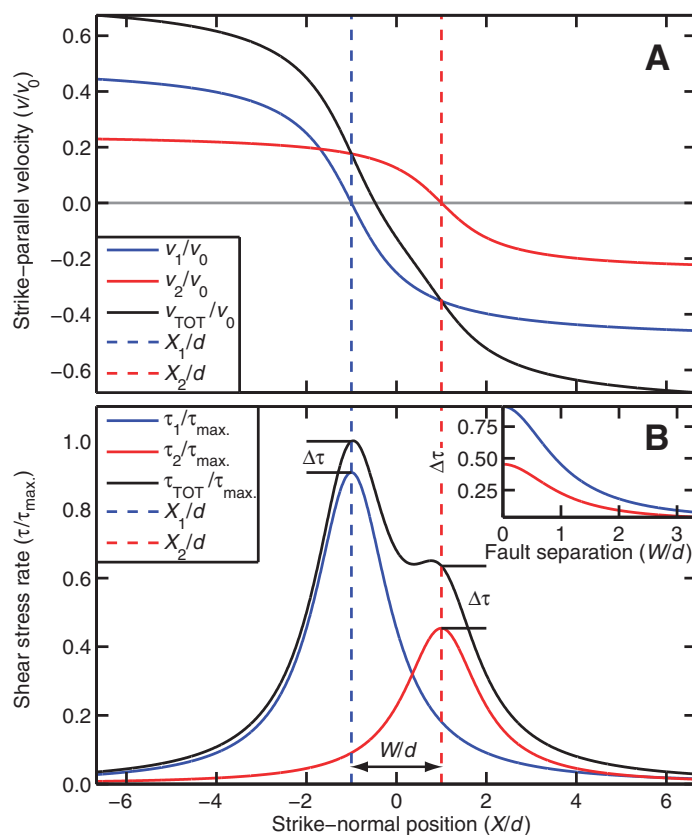 A
Strike–parallel velocity (v/v₀)
0.6
0.4
0.2
0.0
−0.2
−0.4
−0.6
v₁/v₀
v₂/v₀
v_TOT/v₀
X₁/d
X₂/d
B
Shear stress rate (τ/τmax.)
1.0
0.8
0.6
0.4
0.2
0.0
τ₁/τmax.
τ₂/τmax.
τ_TOT/τmax.
X₁/d
X₂/d
Δτ
Δτ
Δτ
0.75
0.50
0.25
0 1 2 3
Fault separation (W/d)
W/d
−6 −4 −2 0 2 4 6
Strike–normal position (X/d)